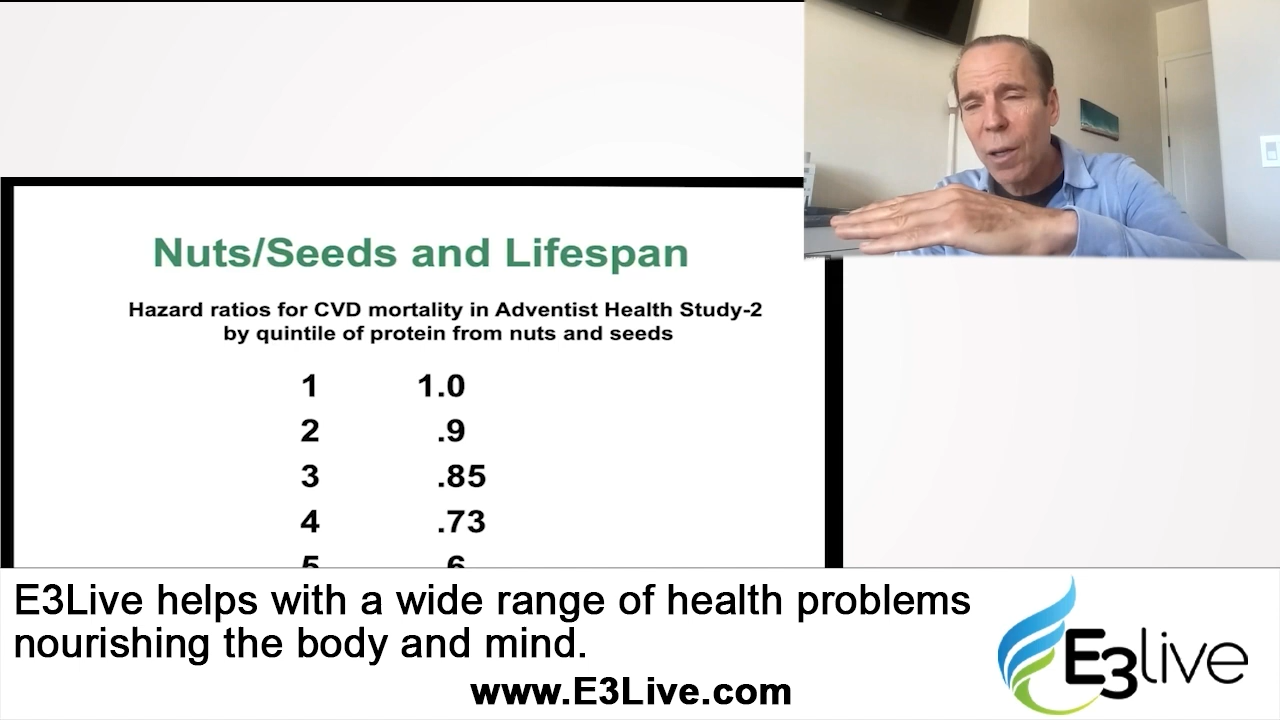 Nuts/Seeds and Lifespan
Hazard ratios for CVD mortality in Adventist Health Study-2
by quintile of protein from nuts and seeds
1 1.0
2 .9
3 .85
4 .73
5 .6
E3Live helps with a wide range of health problems
nourishing the body and mind.
www.E3Live.com
E3live